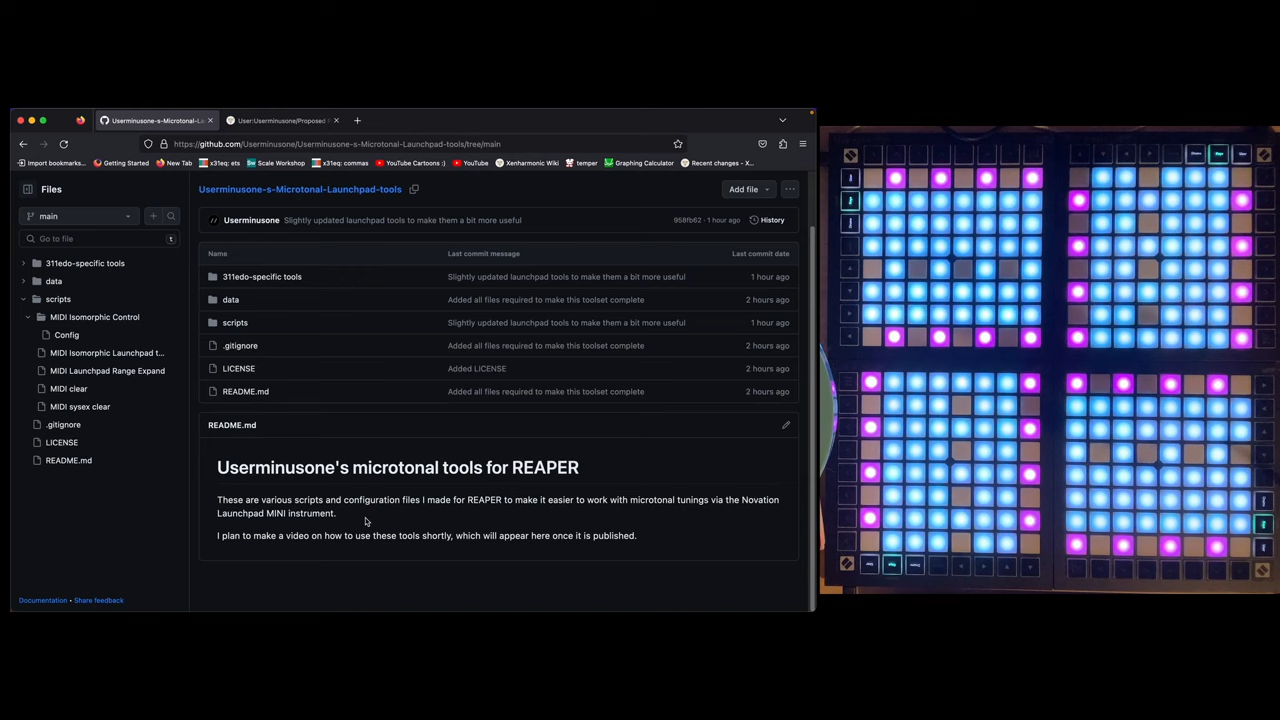 Userminusone-s-Microtonal-La
User:Userminusone/Proposed
https://github.com/Userminusone/Userminusone-s-Microtonal-Launchpad-tools/tree/main
Import bookmarks...
Getting Started
New Tab
x31eq: ets
Scale Workshop
x31eq: commas
YouTube Cartoons :)
YouTube
Xenharmonic Wiki
temper
Graphing Calculator
Recent changes - X...
Files
Userminusone-s-Microtonal-Launchpad-tools
Add file
main
Userminusone Slightly updated launchpad tools to make them a bit more useful 958fb62 · 1 hour ago History
Go to file t
Name Last commit message Last commit date
311edo-specific tools
data
scripts
MIDI Isomorphic Control
Config
MIDI Isomorphic Launchpad t...
MIDI Launchpad Range Expand
MIDI clear
MIDI sysex clear
.gitignore
LICENSE
README.md
311edo-specific tools Slightly updated launchpad tools to make them a bit more useful 1 hour ago
data Added all files required to make this toolset complete 2 hours ago
scripts Slightly updated launchpad tools to make them a bit more useful 1 hour ago
.gitignore Added all files required to make this toolset complete 2 hours ago
LICENSE Added LICENSE 2 hours ago
README.md Added all files required to make this toolset complete 2 hours ago
README.md
Userminusone's microtonal tools for REAPER
These are various scripts and configuration files I made for REAPER to make it easier to work with microtonal tunings via the Novation
Launchpad MINI instrument.
I plan to make a video on how to use these tools shortly, which will appear here once it is published.
Documentation • Share feedback
Drums
Keys
User